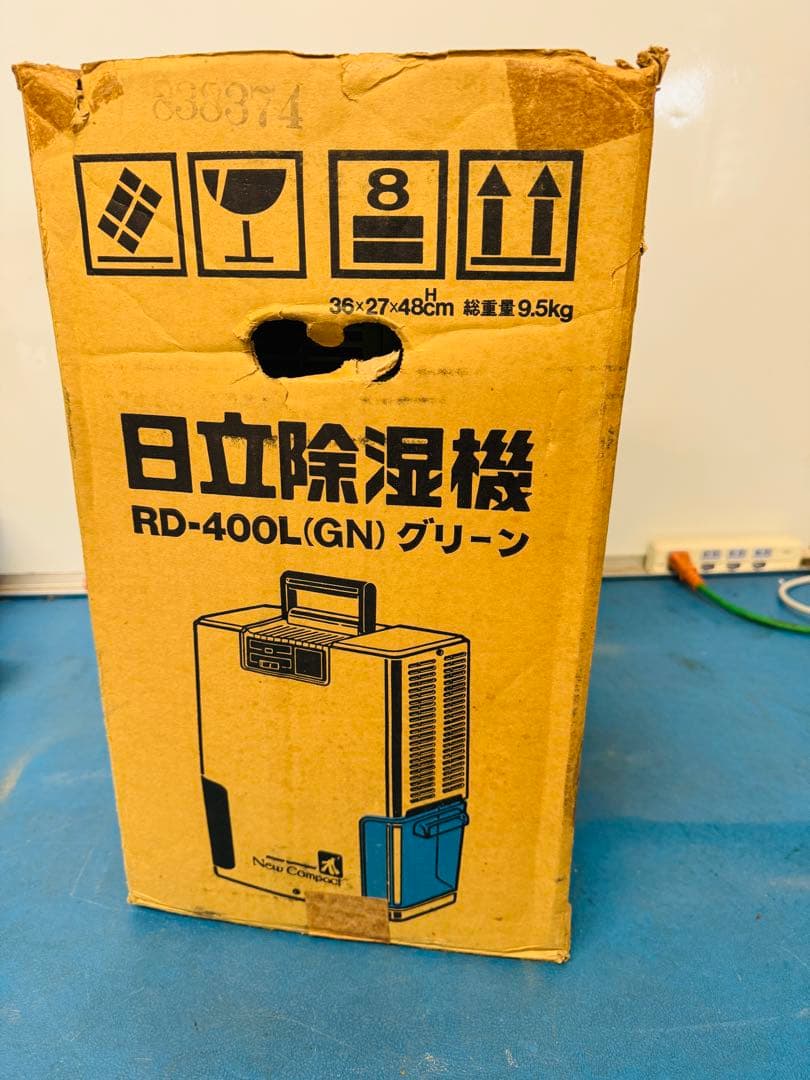 838374
8
36×27×48cm 総重量 9.5kg
H
日立除湿機
RD-400L(GN) グリーン
New Compact